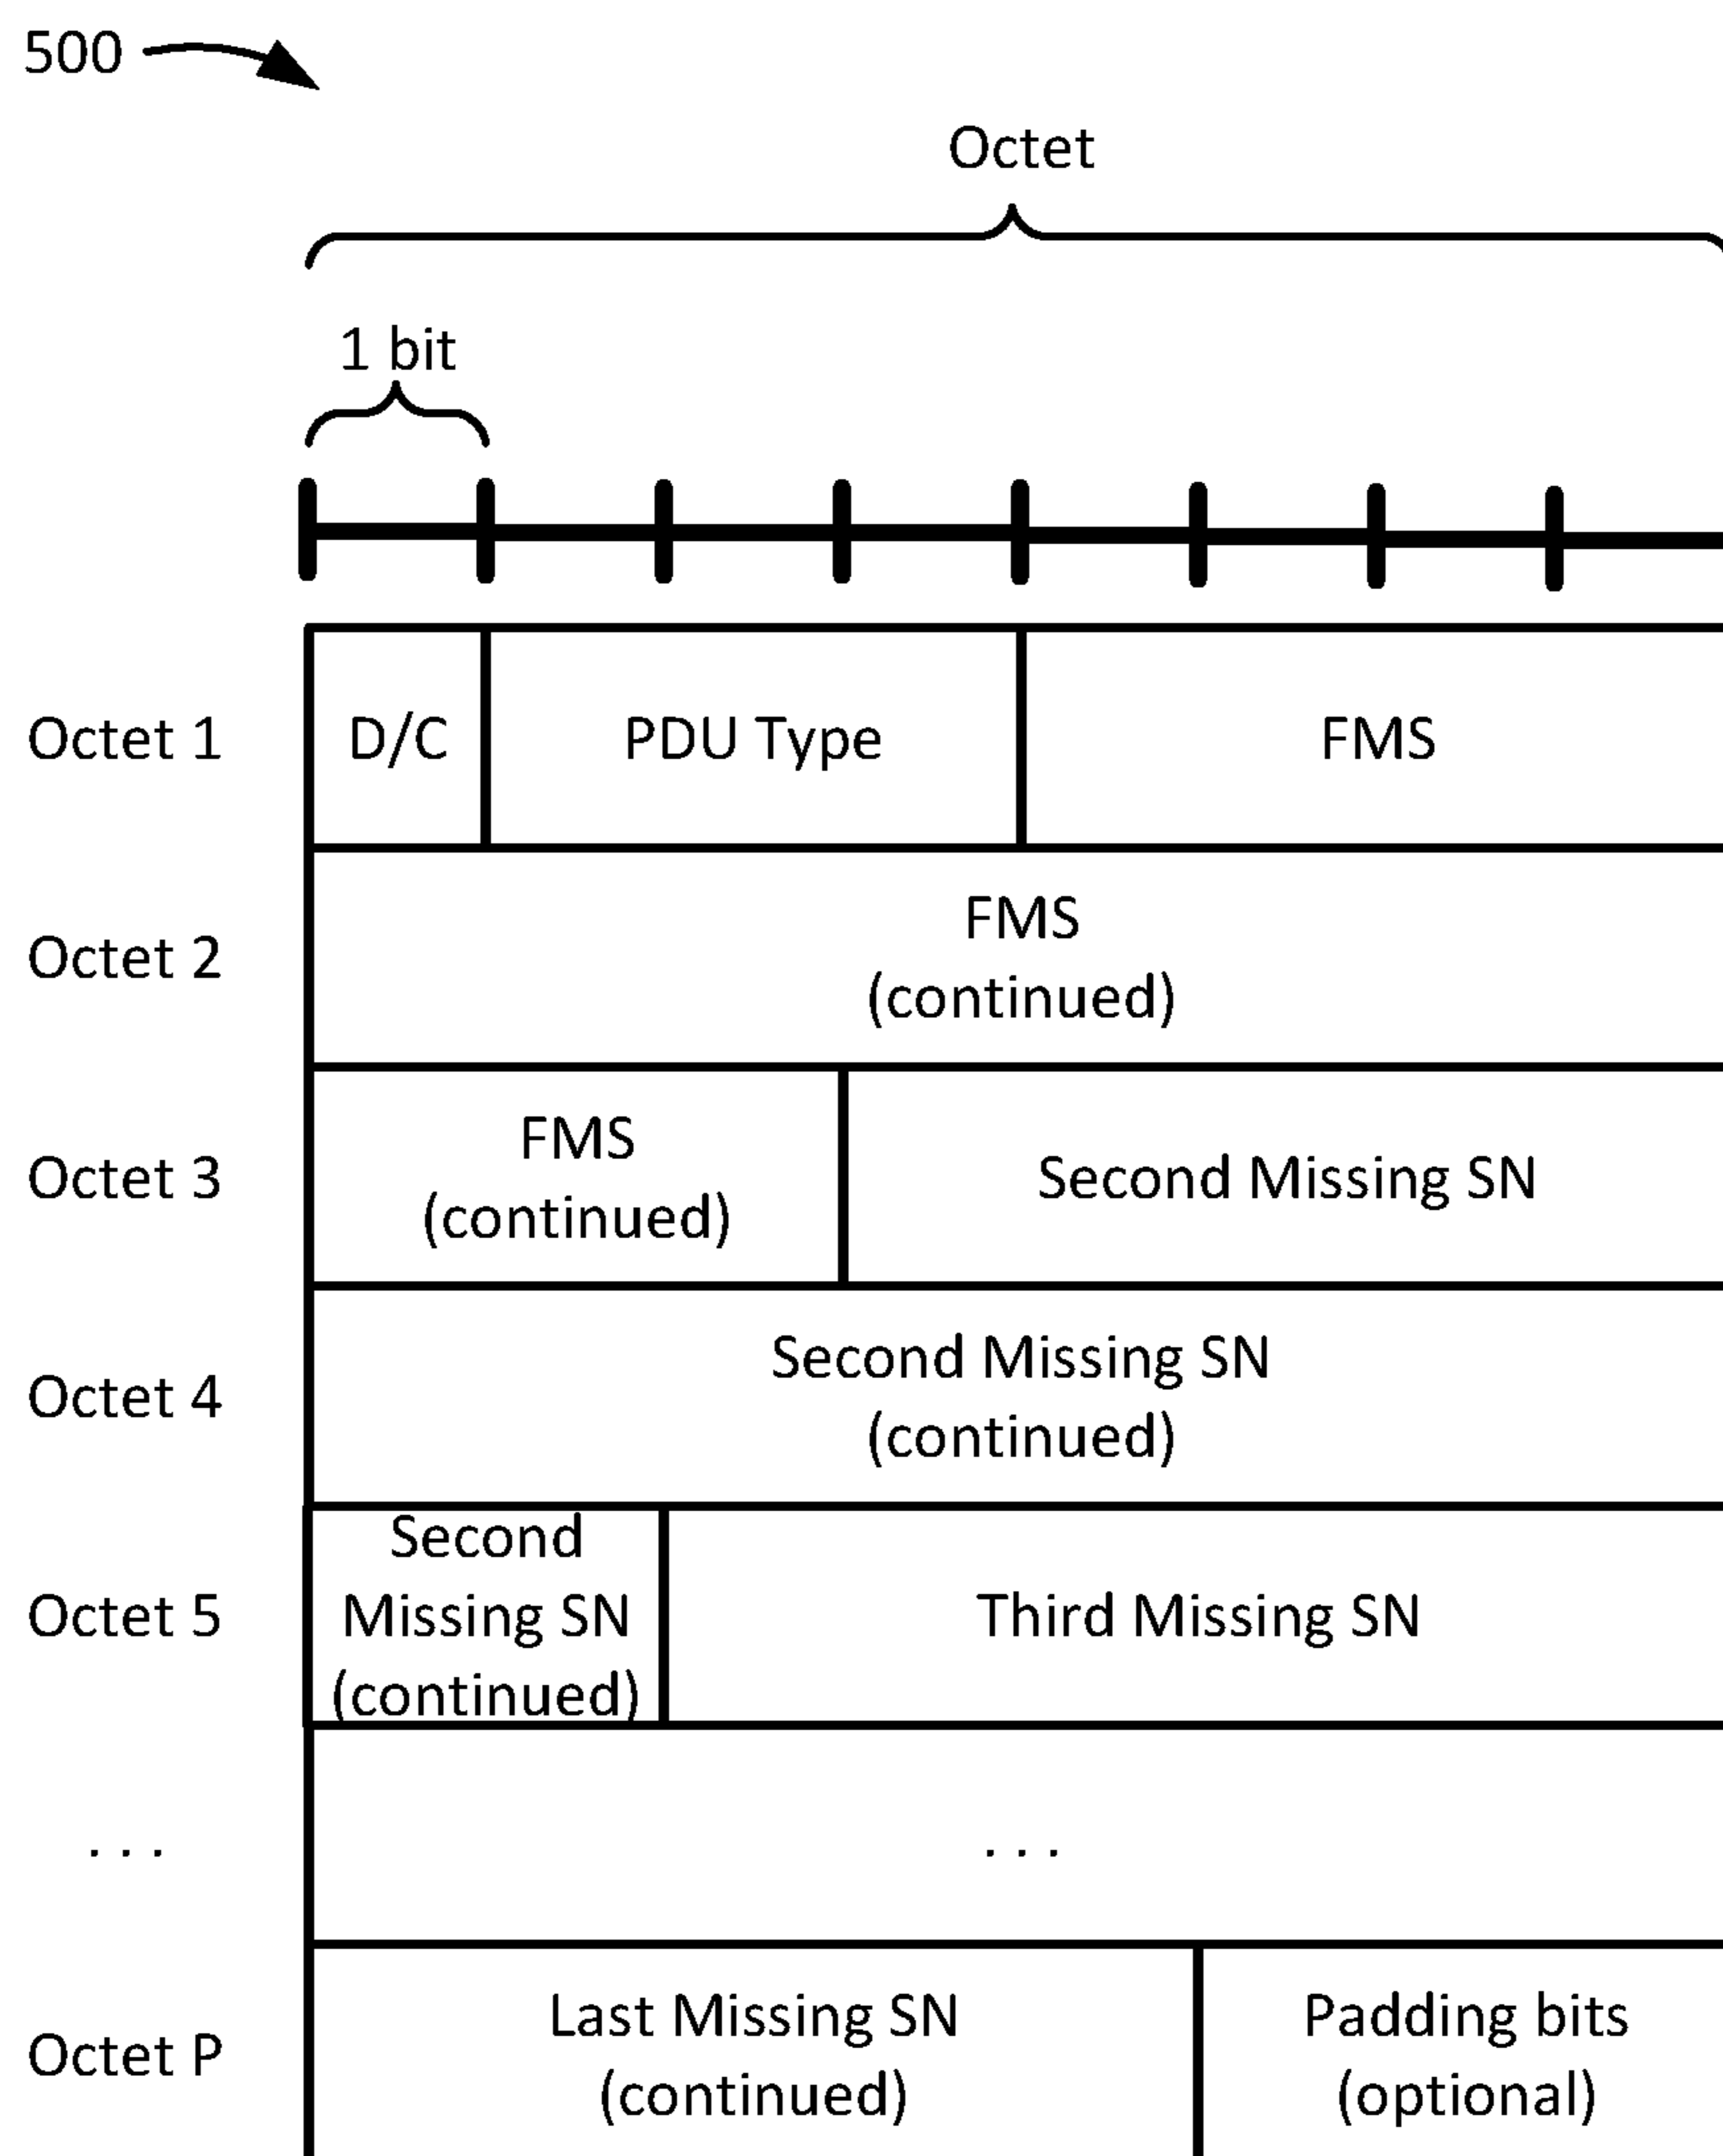 500
Octet
1 bit
Octet 1
D/C
PDU Type
FMS
Octet 2
FMS
(continued)
Octet 3
FMS
(continued)
Second Missing SN
Octet 4
Second Missing SN
(continued)
Octet 5
Second
Missing SN
(continued)
Third Missing SN
. . .
. . .
Octet P
Last Missing SN
(continued)
Padding bits
(optional)